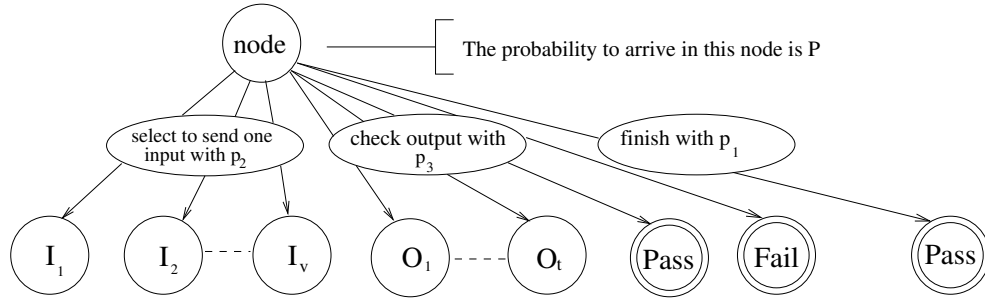 node
The probability to arrive in this node is P
select to send one
input with p₂
check output with
p₃
finish with p₁
I₁
I₂
Iᵥ
O₁
Oₜ
Pass
Fail
Pass